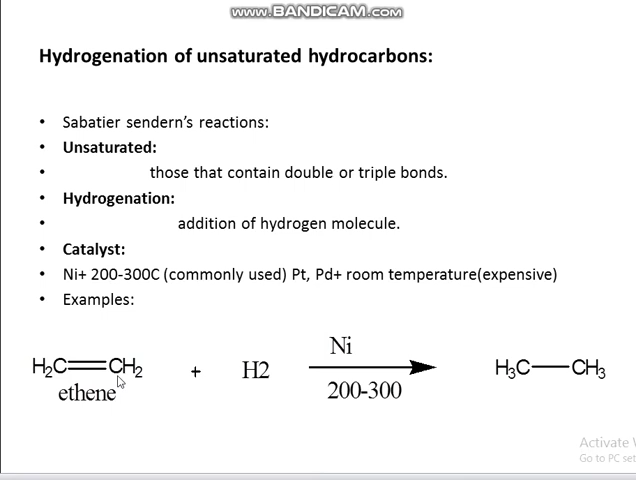 www.BANDICAM.com
Hydrogenation of unsaturated hydrocarbons:
• Sabatier sendern's reactions:
• Unsaturated:
• those that contain double or triple bonds.
• Hydrogenation:
• addition of hydrogen molecule.
• Catalyst:
• Ni+ 200-300C (commonly used) Pt, Pd+ room temperature(expensive)
• Examples:
Ni
H₂C CH₂ + H2 H₃C CH₃
ethene 200-300
Activate
Go to PC set